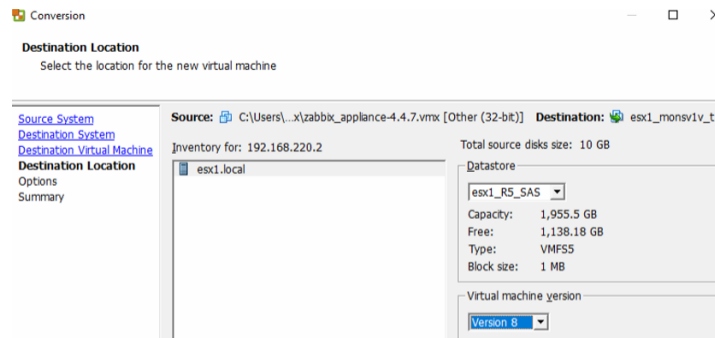 Conversion
Destination Location
Select the location for the new virtual machine
Source System
Destination System
Destination Virtual Machine
Destination Location
Options
Summary
Source: C:\Users\...x\zabbix_appliance-4.4.7.vmx [Other (32-bit)] Destination: esx1_monsv1v_t
Inventory for: 192.168.220.2
esx1.local
Total source disks size: 10 GB
Datastore
esx1_R5_SAS
Capacity: 1,955.5 GB
Free: 1,138.18 GB
Type: VMFS5
Block size: 1 MB
Virtual machine version
Version 8